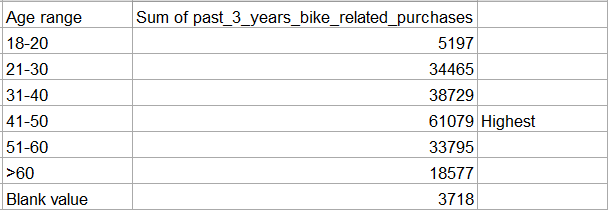 Age range Sum of past_3_years_bike_related_purchases
18-20 5197
21-30 34465
31-40 38729
41-50 61079 Highest
51-60 33795
>60 18577
Blank value 3718